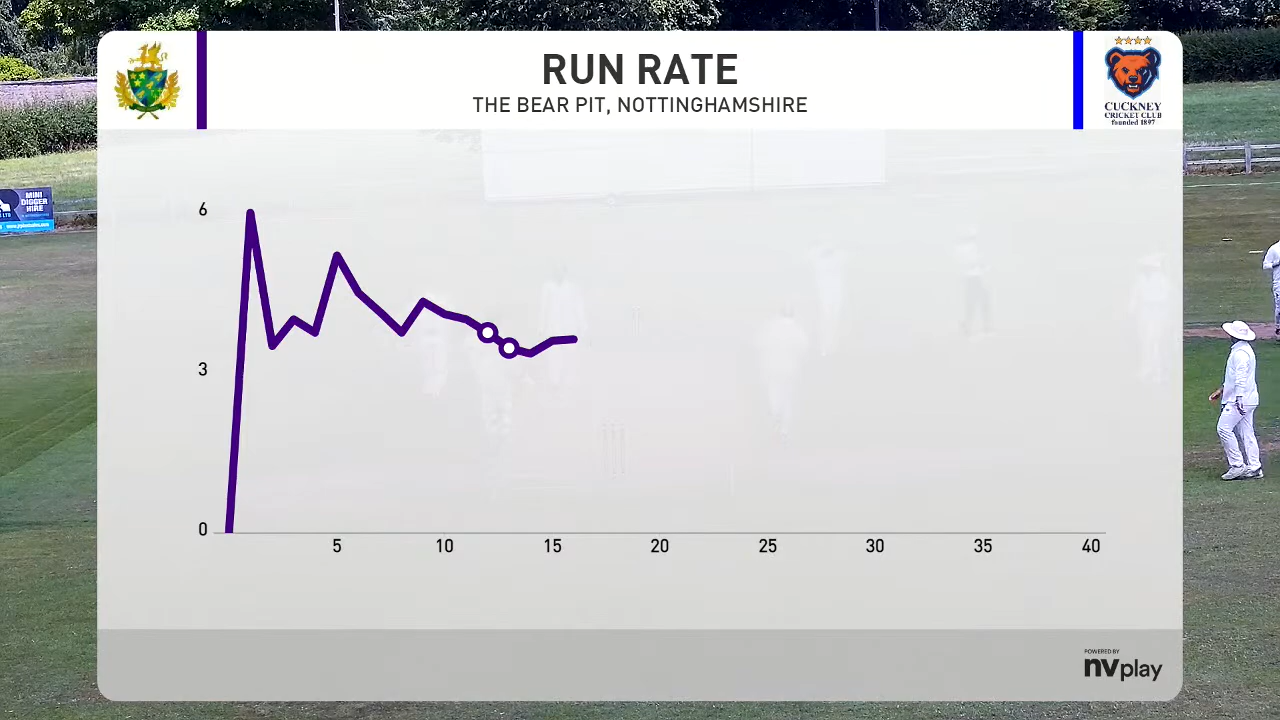 RUN RATE
THE BEAR PIT, NOTTINGHAMSHIRE
CUCKNEY
CRICKET CLUB
founded 1897
MINI
DIGGER
HIRE
6
3
0
5 10 15 20 25 30 35 40
POWERED BY
nvplay